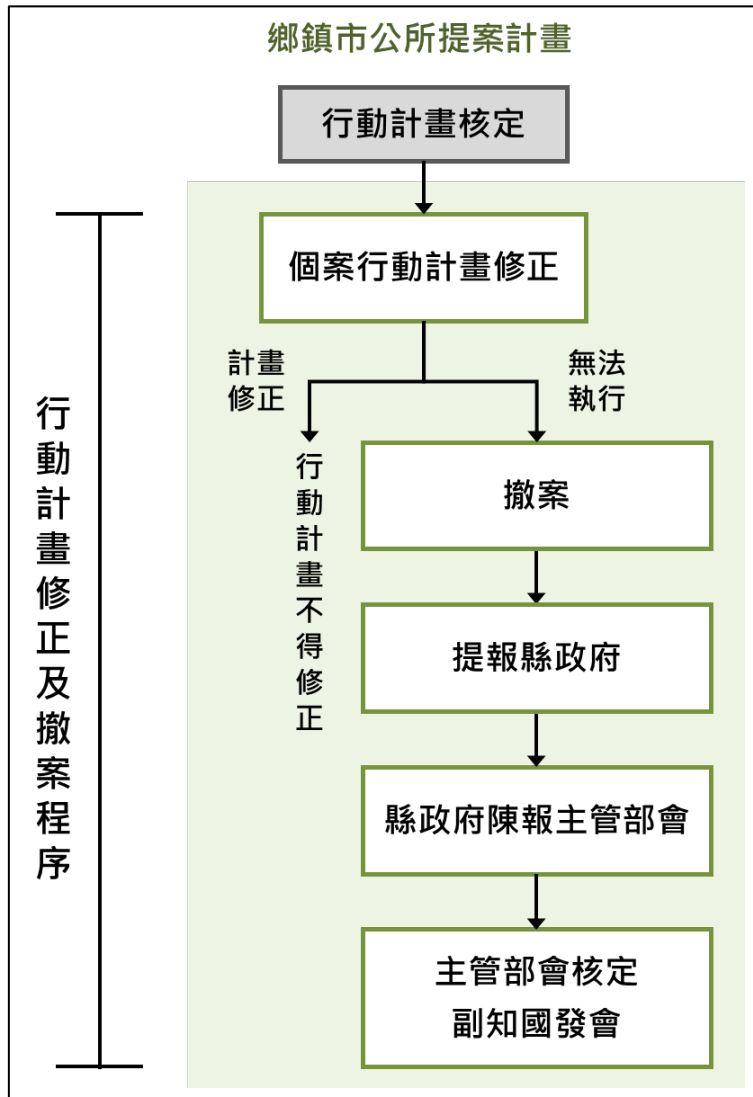 鄉鎮市公所提案計畫
行動計畫核定
個案行動計畫修正
計畫
修正
無法
執行
行動計畫不得修正
撤案
提報縣政府
縣政府陳報主管部會
主管部會核定
副知國發會
行動計畫修正及撤案程序